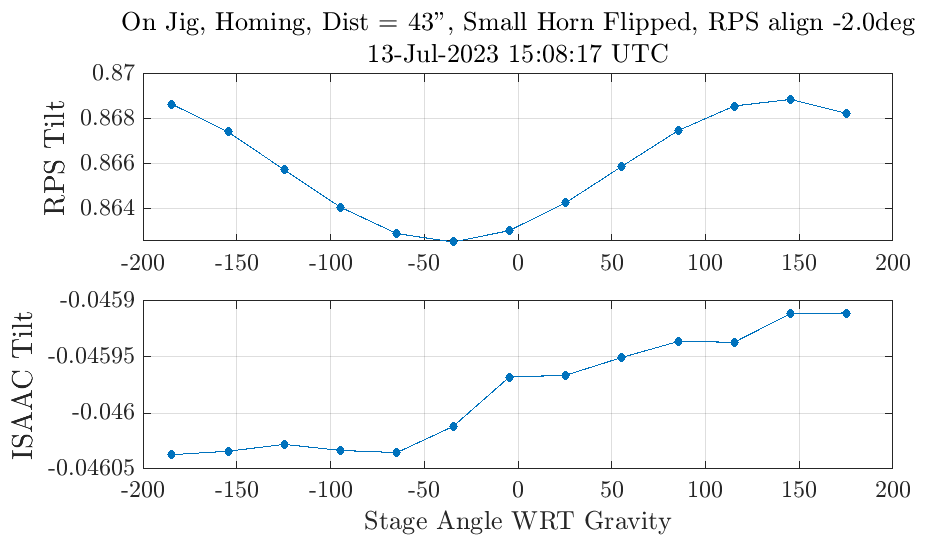 On Jig, Homing, Dist = 43”, Small Horn Flipped, RPS align -2.0deg
13-Jul-2023 15:08:17 UTC
RPS Tilt
0.87
0.868
0.866
0.864
-200 -150 -100 -50 0 50 100 150 200
ISAAC Tilt
-0.0459
-0.04595
-0.046
-0.04605
-200 -150 -100 -50 0 50 100 150 200
Stage Angle WRT Gravity